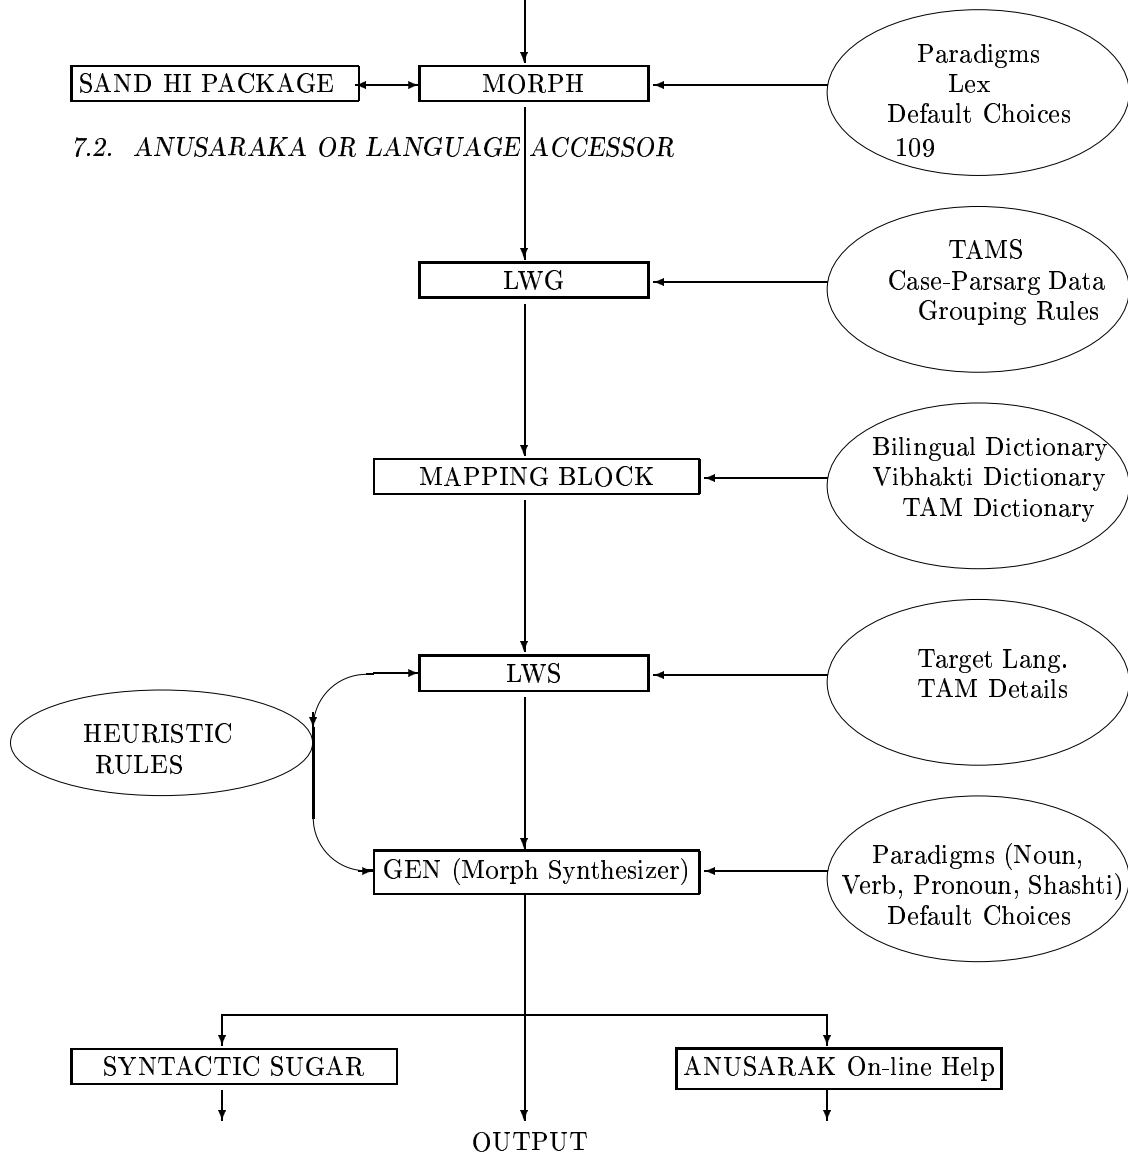 SAND HI PACKAGE
MORPH
Paradigms
Lex
Default Choices
109
7.2. ANUSARAKA OR LANGUAGE ACCESSOR
LWG
TAMS
Case-Parsarg Data
Grouping Rules
MAPPING BLOCK
Bilingual Dictionary
Vibhakti Dictionary
TAM Dictionary
LWS
Target Lang.
TAM Details
HEURISTIC
RULES
GEN (Morph Synthesizer)
Paradigms (Noun,
Verb, Pronoun, Shashti)
Default Choices
SYNTACTIC SUGAR
ANUSARAK On-line Help
OUTPUT